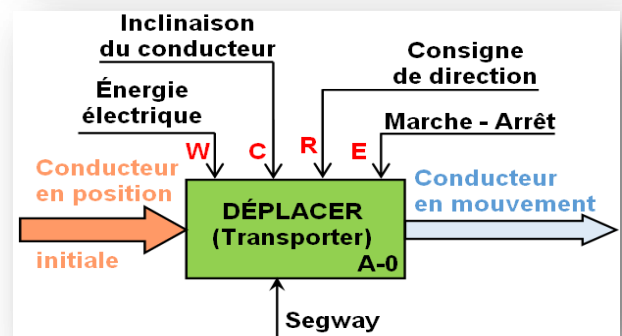 Inclinaison
du conducteur
Consigne
de direction
Énergie
électrique
Marche - Arrêt
W
C
R
E
Conducteur
en position
initiale
DÉPLACER
(Transporter)
A-0
Conducteur
en mouvement
Segway